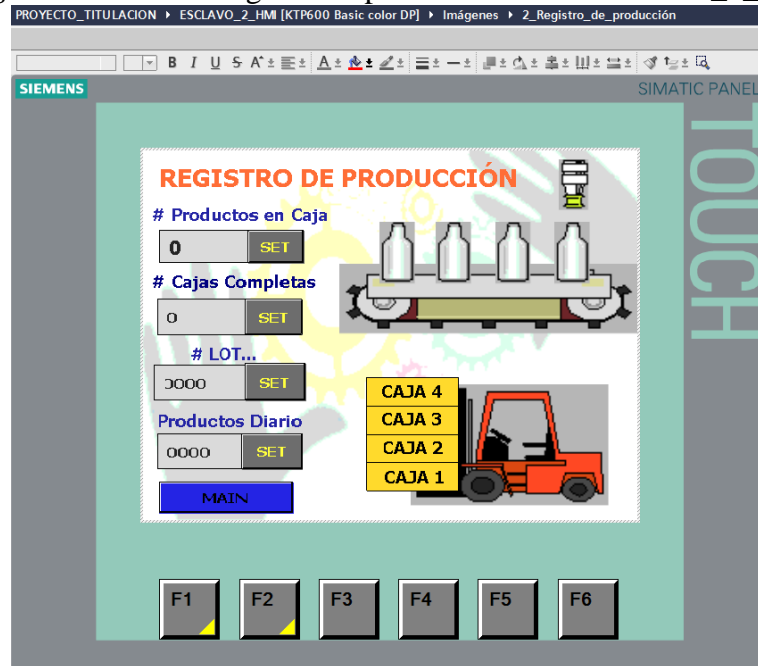 PROYECTO_TITULACION ▸ ESCLAVO_2_HMI [KTP600 Basic color DP] ▸ Imágenes ▸ 2_Registro_de_producción
B I U S A A
SIEMENS
SIMATIC PANEL
TOUCH
REGISTRO DE PRODUCCIÓN
# Productos en Caja
0 SET
# Cajas Completas
0 SET
# LOT...
0000 SET
Productos Diario
0000 SET
MAIN
CAJA 4
CAJA 3
CAJA 2
CAJA 1
F1 F2 F3 F4 F5 F6